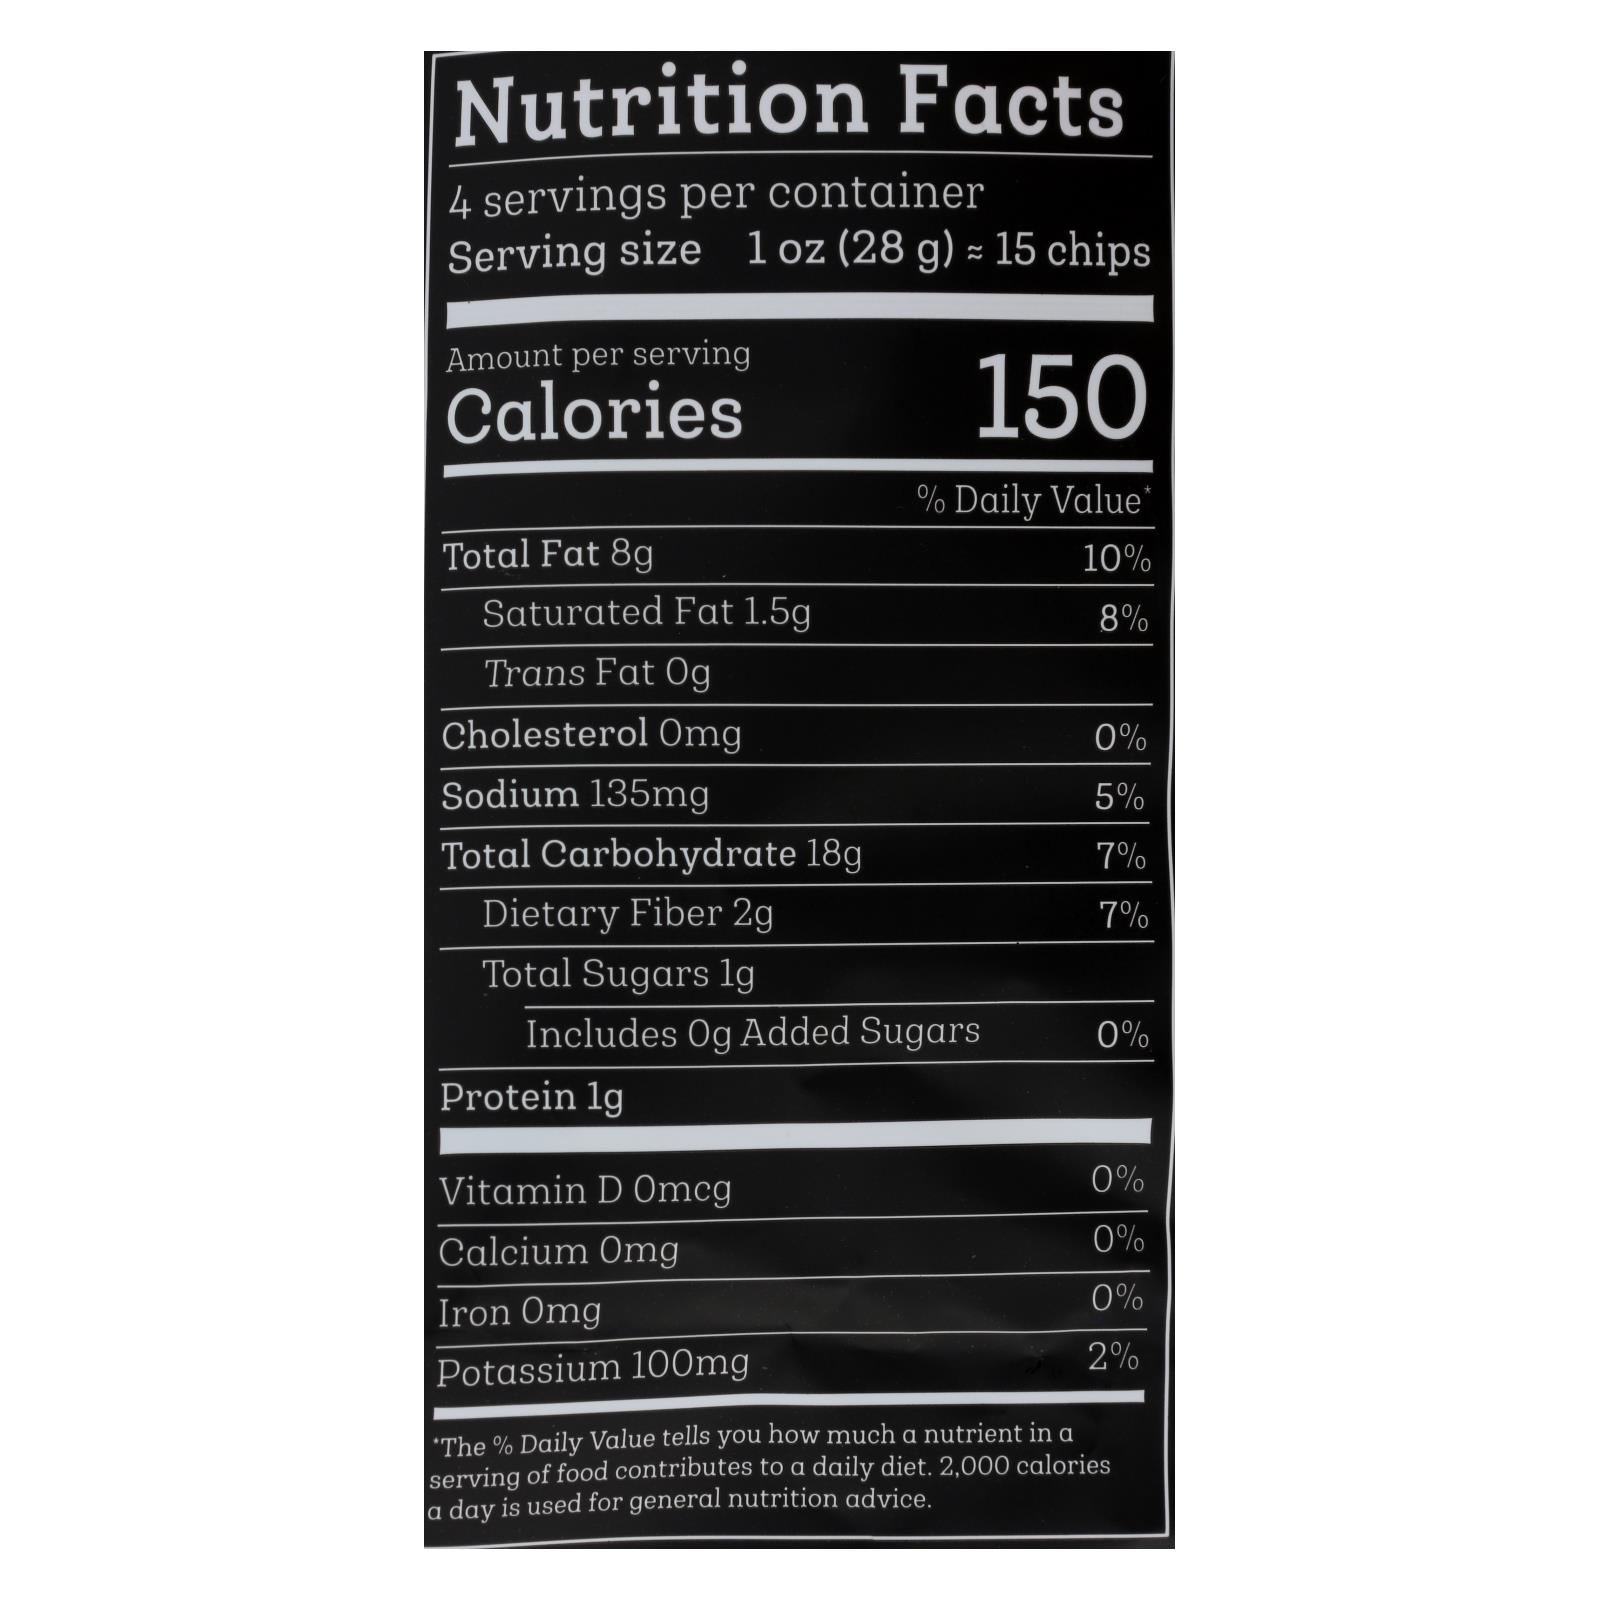 Nutrition Facts
4 servings per container
Serving size 1 oz (28 g) ≈ 15 chips
Amount per serving
Calories 150
% Daily Value*
Total Fat 8g 10%
Saturated Fat 1.5g 8%
Trans Fat 0g
Cholesterol 0mg 0%
Sodium 135mg 5%
Total Carbohydrate 18g 7%
Dietary Fiber 2g 7%
Total Sugars 1g
Includes 0g Added Sugars 0%
Protein 1g
Vitamin D 0mcg 0%
Calcium 0mg 0%
Iron 0mg 0%
Potassium 100mg 2%
*The % Daily Value tells you how much a nutrient in a
serving of food contributes to a daily diet. 2,000 calories
a day is used for general nutrition advice.